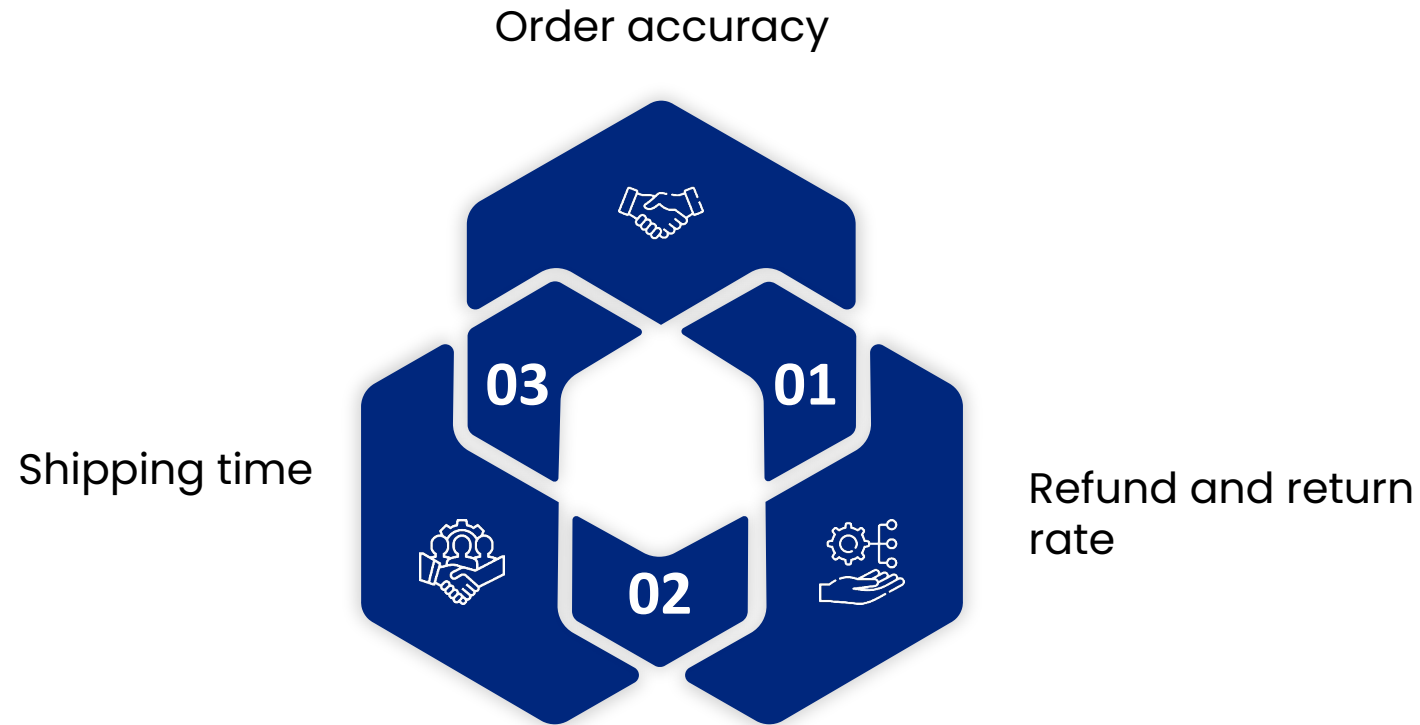 Order accuracy
03
01
Shipping time
Refund and return
rate
02